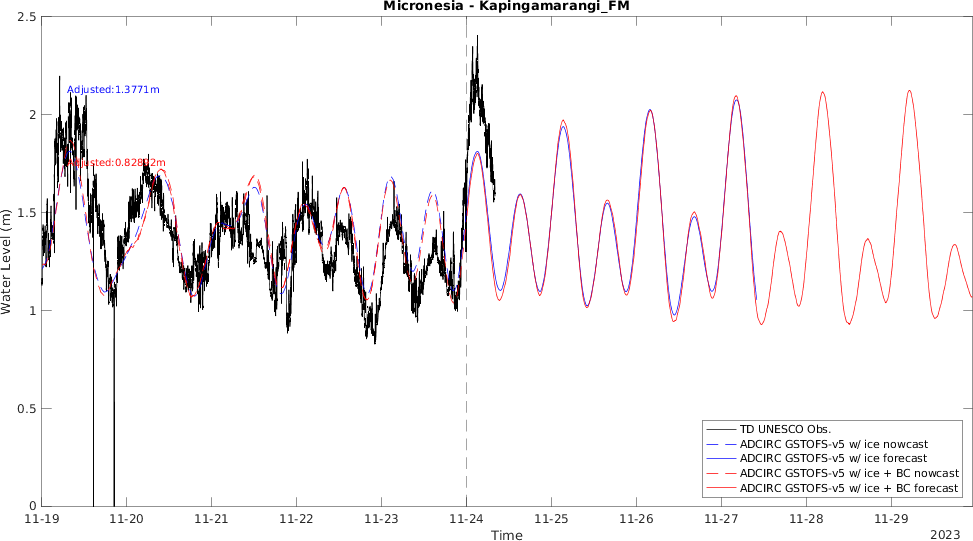 Micronesia - Kapingamarangi_FM
2.5
2
1.5
1
0.5
0
Water Level (m)
Adjusted:1.3771m
11-19
11-20
11-21
11-22
11-23
11-24
11-25
11-26
11-27
11-28
11-29
Time
2023
TD UNESCO Obs.
ADCIRC GSTOFS-v5 w/ ice nowcast
ADCIRC GSTOFS-v5 w/ ice forecast
ADCIRC GSTOFS-v5 w/ ice + BC nowcast
ADCIRC GSTOFS-v5 w/ ice + BC forecast